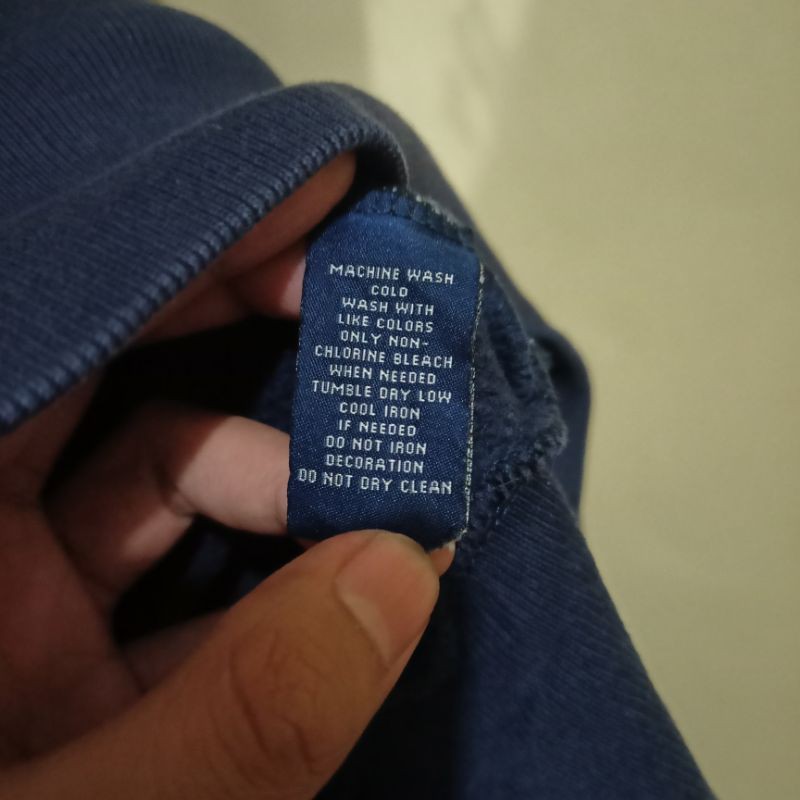 MACHINE WASH
COLD
WASH WITH
LIKE COLORS
ONLY NON-
CHLORINE BLEACH
WHEN NEEDED
TUMBLE DRY LOW
COOL IRON
IF NEEDED
DO NOT IRON
DECORATION
DO NOT DRY CLEAN